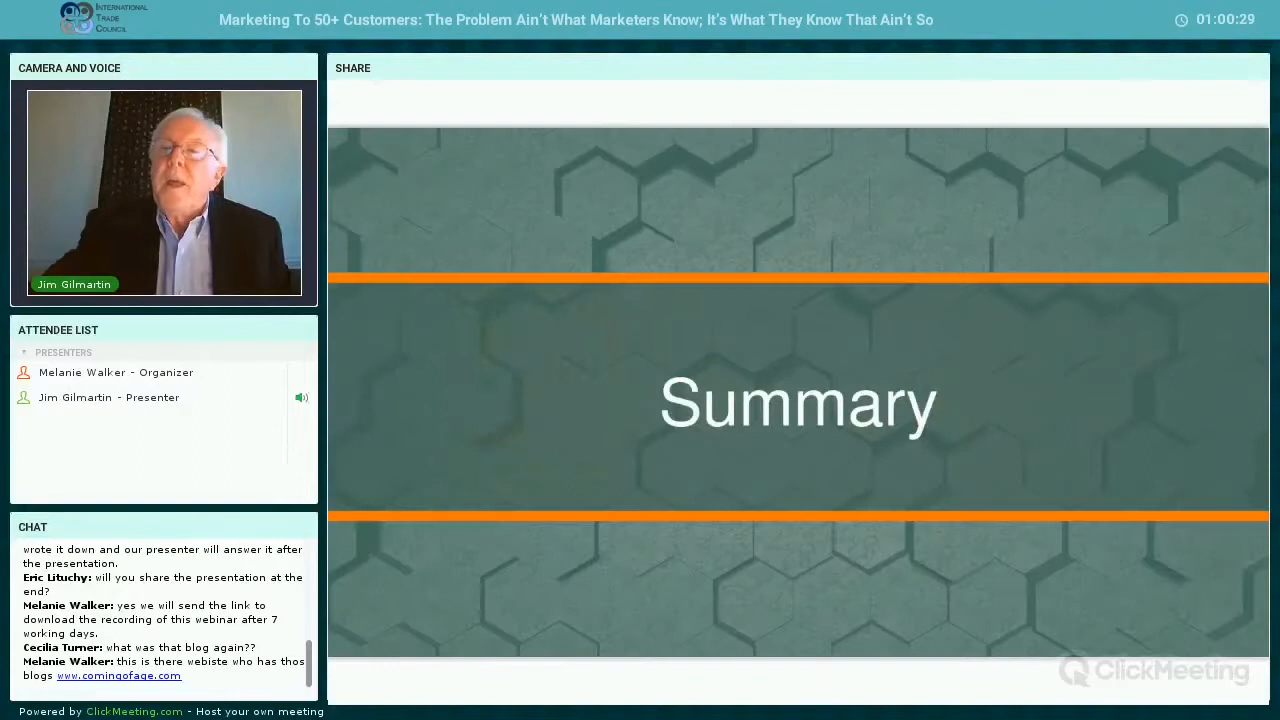 INTERNATIONAL
TRADE
COUNCIL
Marketing To 50+ Customers: The Problem Ain't What Marketers Know; It's What They Know That Ain't So
01:00:29
CAMERA AND VOICE
Jim Gilmartin
SHARE
Summary
ATTENDEE LIST
PRESENTERS
Melanie Walker - Organizer
Jim Gilmartin - Presenter
CHAT
wrote it down and our presenter will answer it after
the presentation.
Eric Lituchy: will you share the presentation at the
end?
Melanie Walker: yes we will send the link to
download the recording of this webinar after 7
working days.
Cecilia Turner: what was that blog again??
Melanie Walker: this is there webiste who has thos
blogs www.comingofage.com
ClickMeeting
Powered by ClickMeeting.com - Host your own meeting